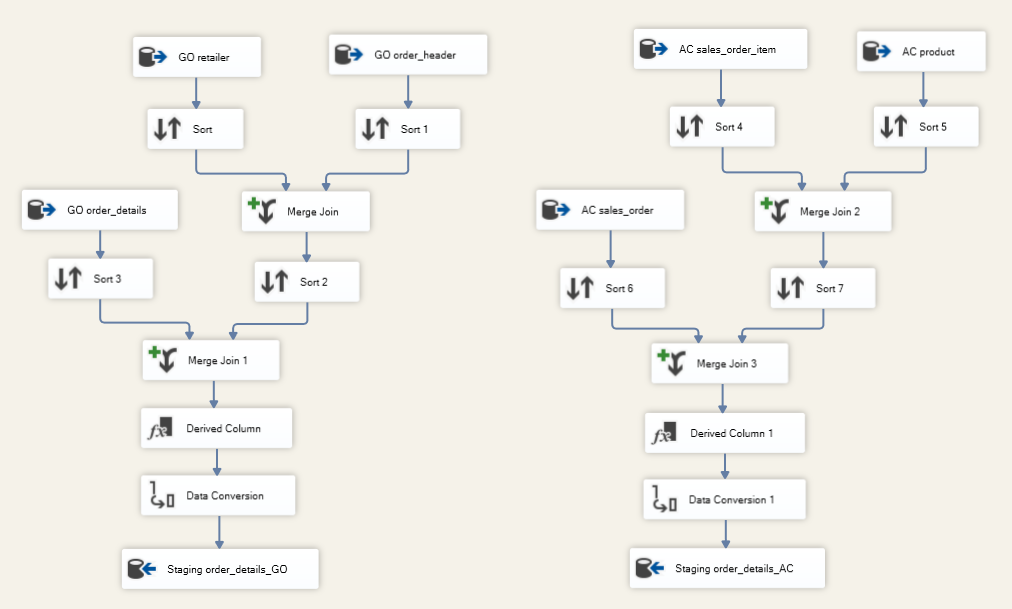 GO retailer
GO order_header
Sort
Sort 1
GO order_details
Merge Join
Sort 3
Sort 2
Merge Join 1
Derived Column
Data Conversion
Staging order_details_GO
AC sales_order_item
AC product
Sort 4
Sort 5
AC sales_order
Merge Join 2
Sort 6
Sort 7
Merge Join 3
Derived Column 1
Data Conversion 1
Staging order_details_AC